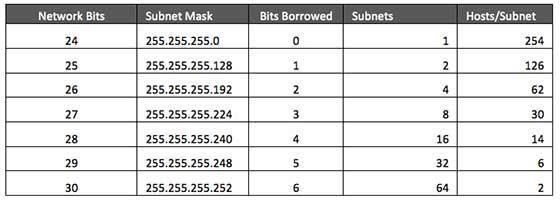 Network Bits Subnet Mask Bits Borrowed Subnets Hosts/Subnet
24 255.255.255.0 0 1 254
25 255.255.255.128 1 2 126
26 255.255.255.192 2 4 62
27 255.255.255.224 3 8 30
28 255.255.255.240 4 16 14
29 255.255.255.248 5 32 6
30 255.255.255.252 6 64 2